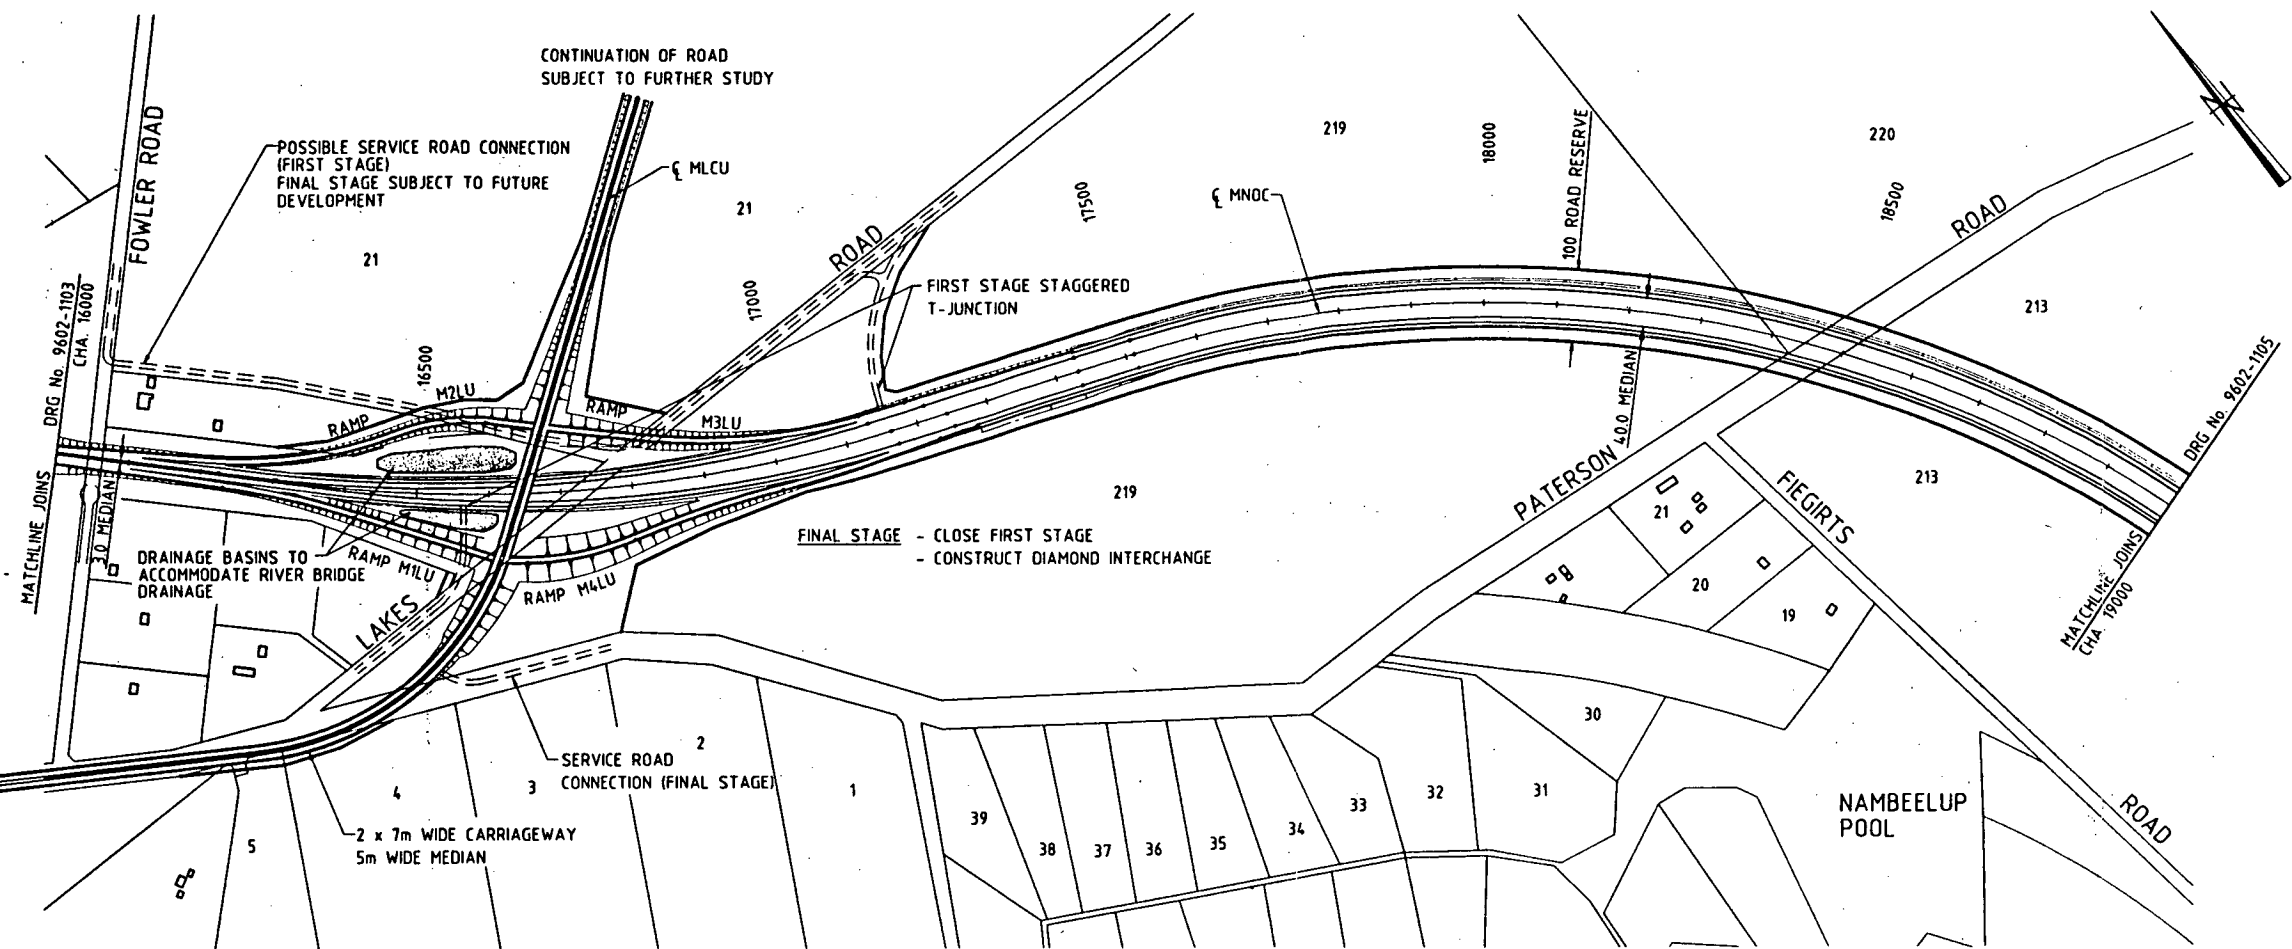 CONTINUATION OF ROAD
SUBJECT TO FURTHER STUDY
FOWLER ROAD
POSSIBLE SERVICE ROAD CONNECTION
(FIRST STAGE)
FINAL STAGE SUBJECT TO FUTURE
DEVELOPMENT
℄ MLCU
21
21
ROAD
17500
℄ MNOC
219
18000
100 ROAD RESERVE
220
18500
ROAD
N
213
DRG No. 9602-1103
CHA. 16000
16500
17000
FIRST STAGE STAGGERED
T-JUNCTION
RAMP
M2LU
RAMP
M3LU
MATCHLINE JOINS
3.0 MEDIAN
40.0 MEDIAN
DRG No. 9602-1105
219
PATERSON
FIEGIRTS
213
FINAL STAGE - CLOSE FIRST STAGE
- CONSTRUCT DIAMOND INTERCHANGE
DRAINAGE BASINS TO
ACCOMMODATE RIVER BRIDGE
DRAINAGE
RAMP M1LU
RAMP M4LU
LAKES
21
20
19
MATCHLINE JOINS
CHA. 19000
SERVICE ROAD
CONNECTION (FINAL STAGE)
2 x 7m WIDE CARRIAGEWAY
5m WIDE MEDIAN
5
4
3
2
1
39
38
37
36
35
34
33
32
31
30
NAMBEELUP
POOL
ROAD